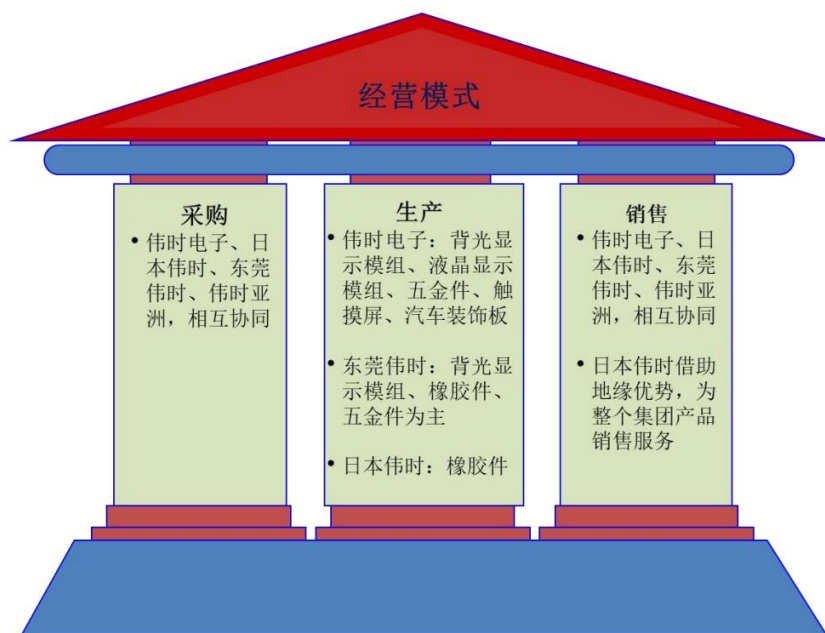 经营模式
采购
• 伟时电子、日
本伟时、东莞
伟时、伟时亚
洲，相互协同
生产
• 伟时电子：背光显
示模组、液晶显示
模组、五金件、触
摸屏、汽车装饰板
• 东莞伟时：背光显
示模组、橡胶件、
五金件为主
• 日本伟时：橡胶件
销售
• 伟时电子、日
本伟时、东莞
伟时、伟时亚
洲，相互协同
• 日本伟时借助
地缘优势，为
整个集团产品
销售服务